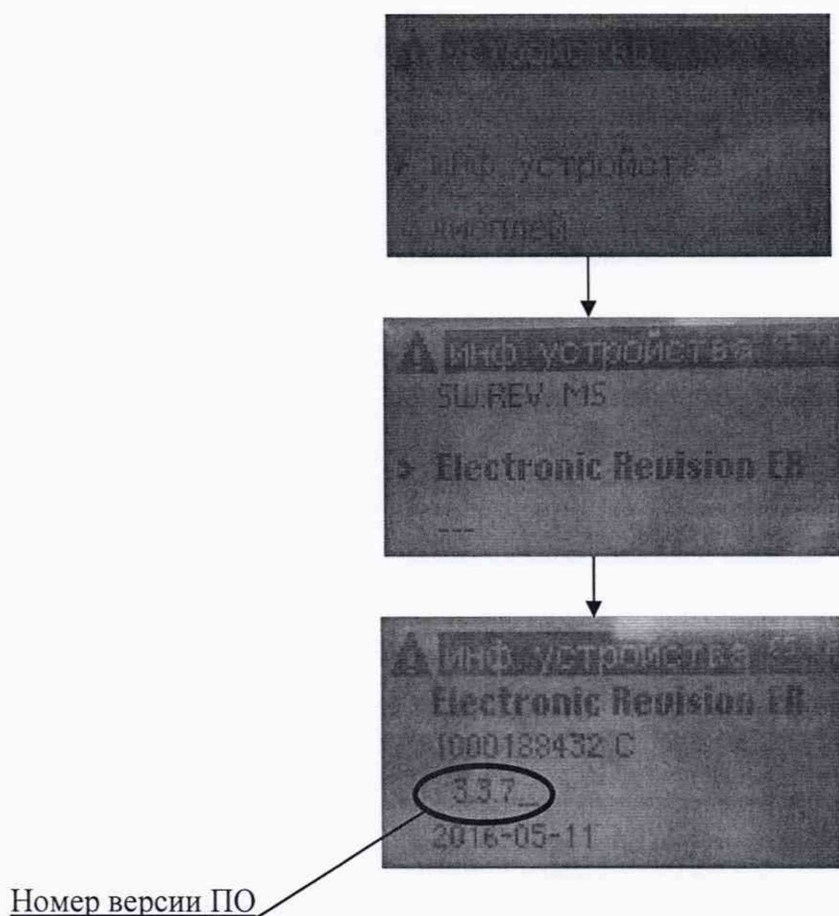 инф. устройства
дисплей
инф. устройства
SW.REV. MS
> Electronic Revision ER
---
инф. устройства
Electronic Revision ER
1000188432 C
3.3.7_
2016-05-11
Номер версии ПО